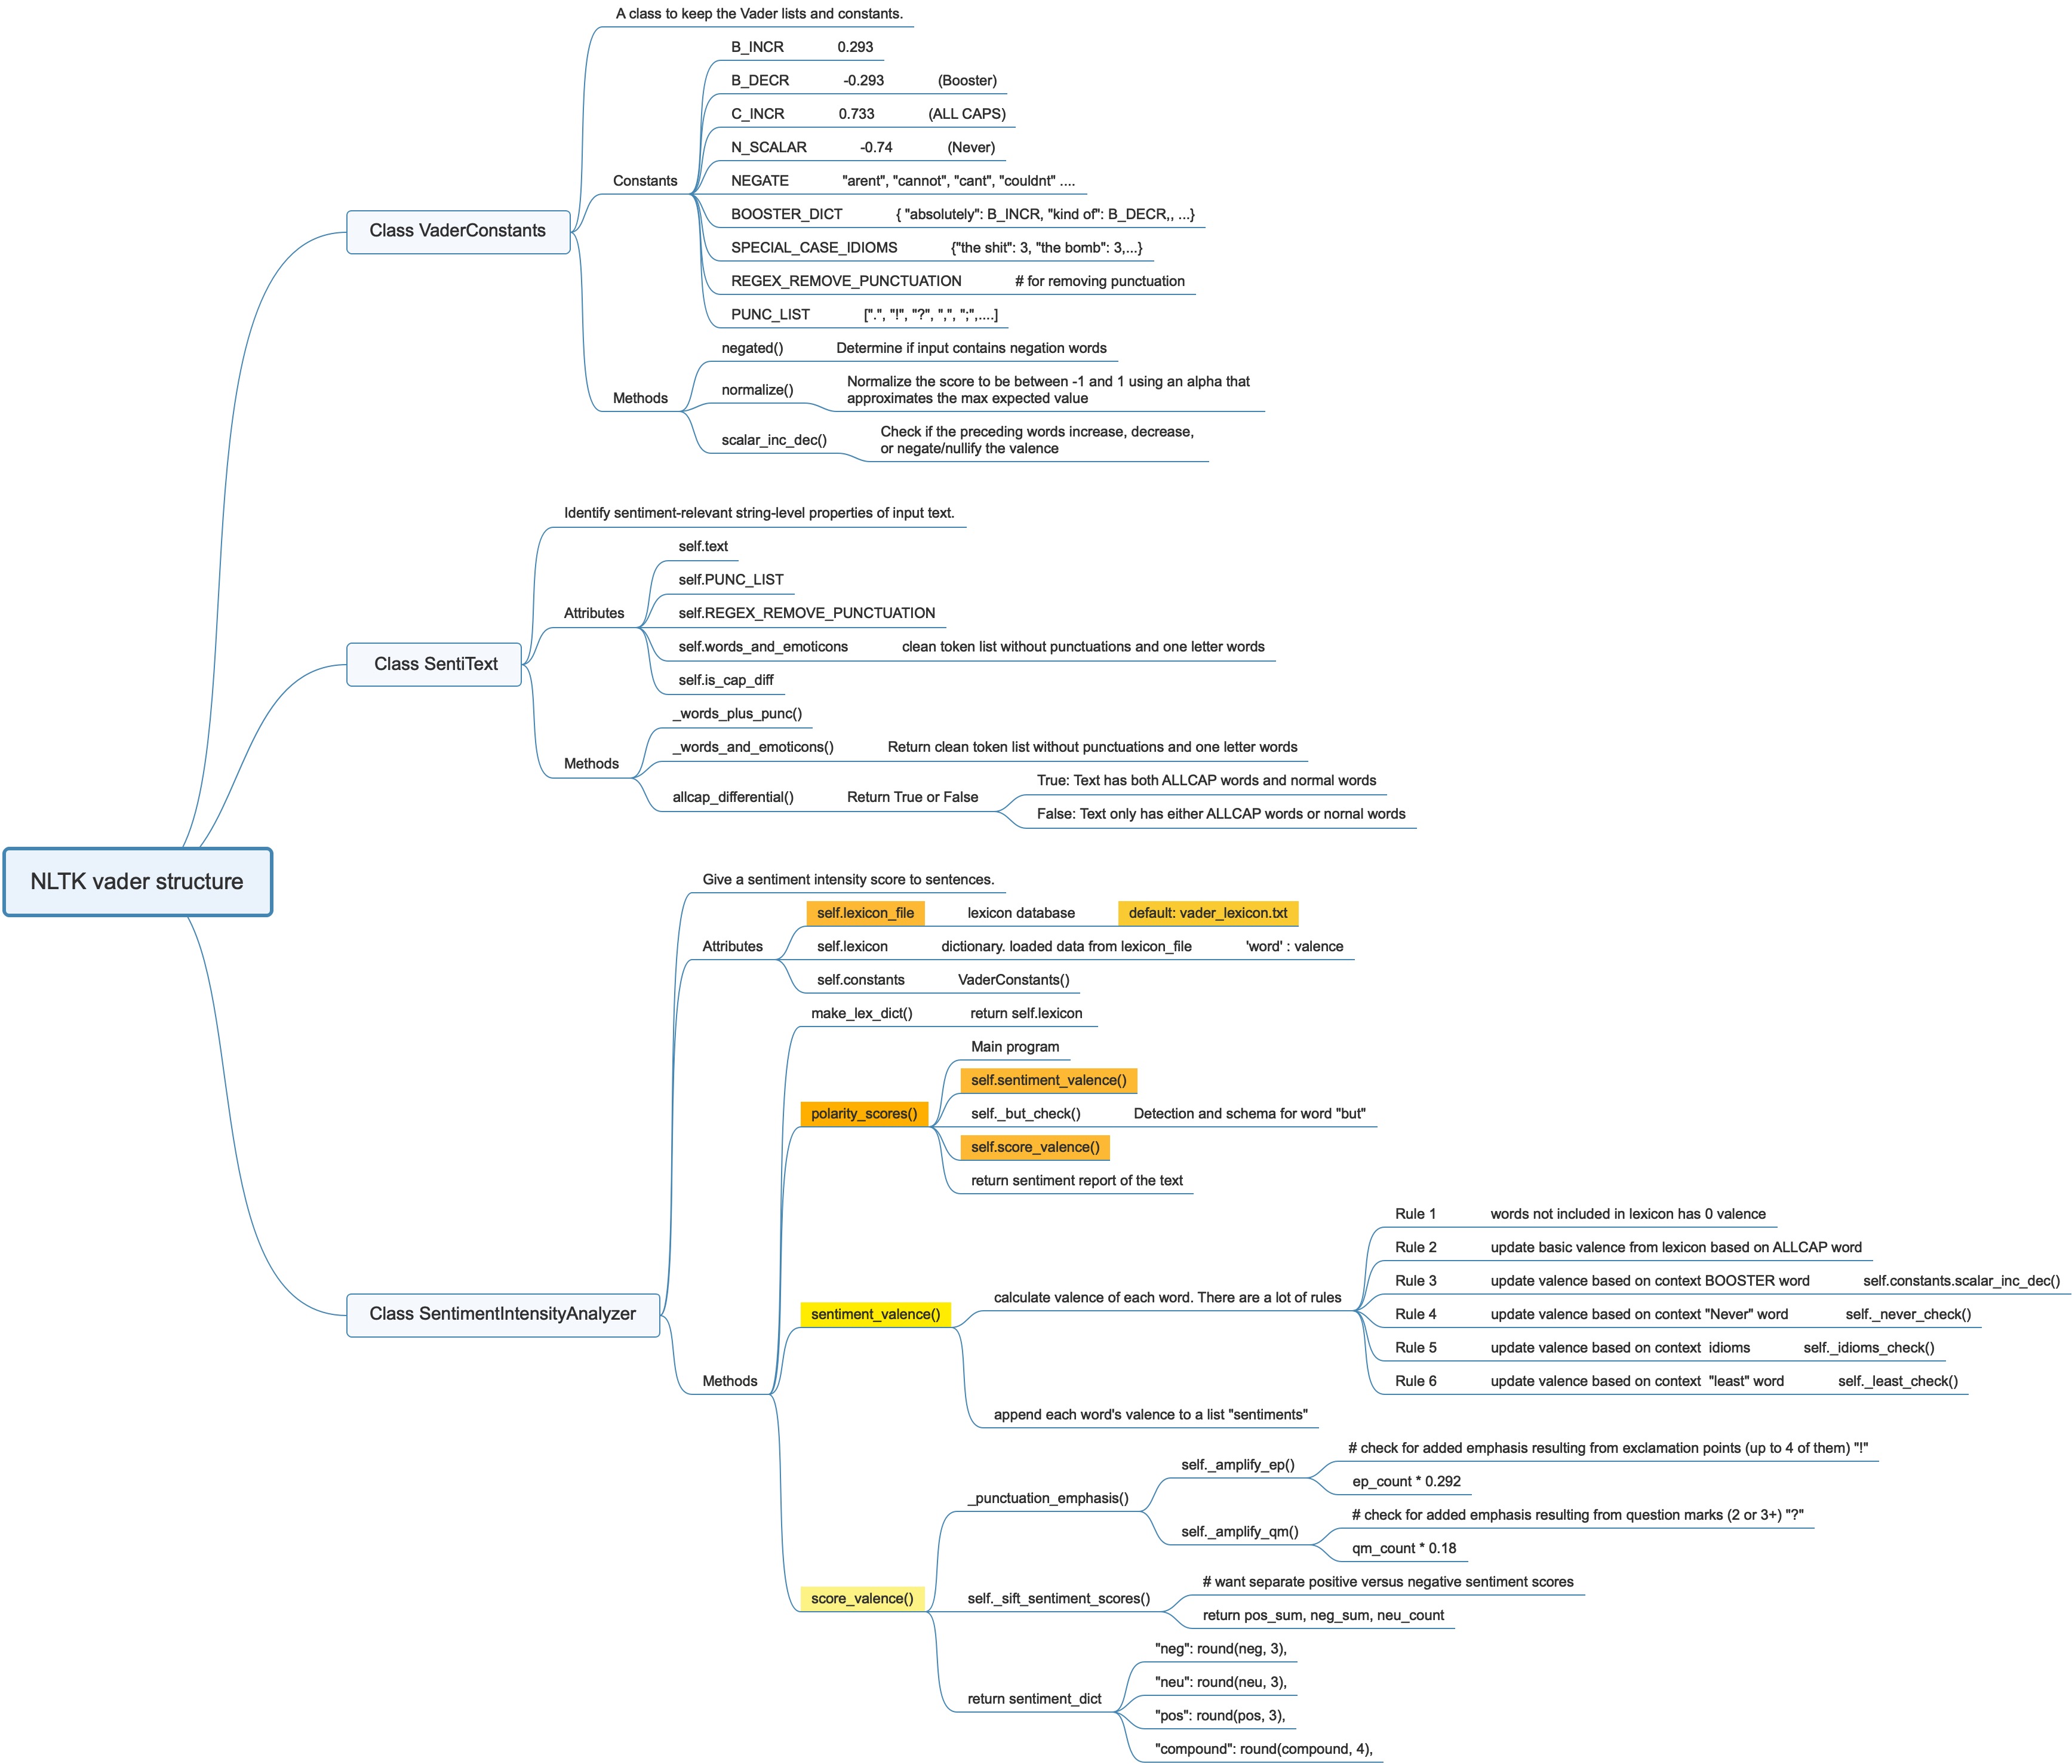 NLTK vader structure
Class VaderConstants
A class to keep the Vader lists and constants.
Constants
B_INCR 0.293
B_DECR -0.293 (Booster)
C_INCR 0.733 (ALL CAPS)
N_SCALAR -0.74 (Never)
NEGATE "arent", "cannot", "cant", "couldnt" ....
BOOSTER_DICT { "absolutely": B_INCR, "kind of": B_DECR,, ...}
SPECIAL_CASE_IDIOMS {"the shit": 3, "the bomb": 3,...}
REGEX_REMOVE_PUNCTUATION # for removing punctuation
PUNC_LIST [".", "!", "?", ",", ";",....]
Methods
negated() Determine if input contains negation words
normalize()
Normalize the score to be between -1 and 1 using an alpha that
approximates the max expected value
scalar_inc_dec()
Check if the preceding words increase, decrease,
or negate/nullify the valence
Class SentiText
Identify sentiment-relevant string-level properties of input text.
Attributes
self.text
self.PUNC_LIST
self.REGEX_REMOVE_PUNCTUATION
self.words_and_emoticons clean token list without punctuations and one letter words
self.is_cap_diff
Methods
_words_plus_punc()
_words_and_emoticons() Return clean token list without punctuations and one letter words
allcap_differential() Return True or False
True: Text has both ALLCAP words and normal words
False: Text only has either ALLCAP words or nornal words
Class SentimentIntensityAnalyzer
Give a sentiment intensity score to sentences.
Attributes
self.lexicon_file lexicon database default: vader_lexicon.txt
self.lexicon dictionary. loaded data from lexicon_file 'word' : valence
self.constants VaderConstants()
Methods
make_lex_dict() return self.lexicon
polarity_scores()
Main program
self.sentiment_valence()
self._but_check() Detection and schema for word "but"
self.score_valence()
return sentiment report of the text
sentiment_valence()
calculate valence of each word. There are a lot of rules
Rule 1 words not included in lexicon has 0 valence
Rule 2 update basic valence from lexicon based on ALLCAP word
Rule 3 update valence based on context BOOSTER word self.constants.scalar_inc_dec()
Rule 4 update valence based on context "Never" word self._never_check()
Rule 5 update valence based on context  idioms self._idioms_check()
Rule 6 update valence based on context  "least" word self._least_check()
append each word's valence to a list "sentiments"
score_valence()
_punctuation_emphasis()
self._amplify_ep()
# check for added emphasis resulting from exclamation points (up to 4 of them) "!"
ep_count * 0.292
self._amplify_qm()
# check for added emphasis resulting from question marks (2 or 3+) "?"
qm_count * 0.18
self._sift_sentiment_scores()
# want separate positive versus negative sentiment scores
return pos_sum, neg_sum, neu_count
return sentiment_dict
"neg": round(neg, 3),
"neu": round(neu, 3),
"pos": round(pos, 3),
"compound": round(compound, 4),